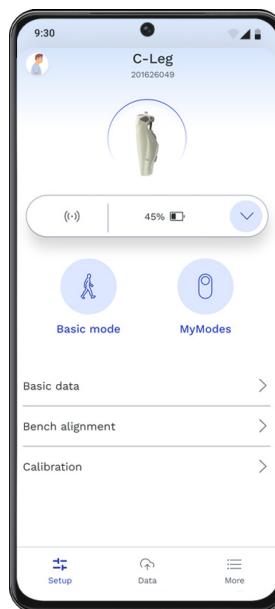 9:30
C-Leg
201626049
45%
Basic mode
MyModes
Basic data
Bench alignment
Calibration
Setup
Data
More